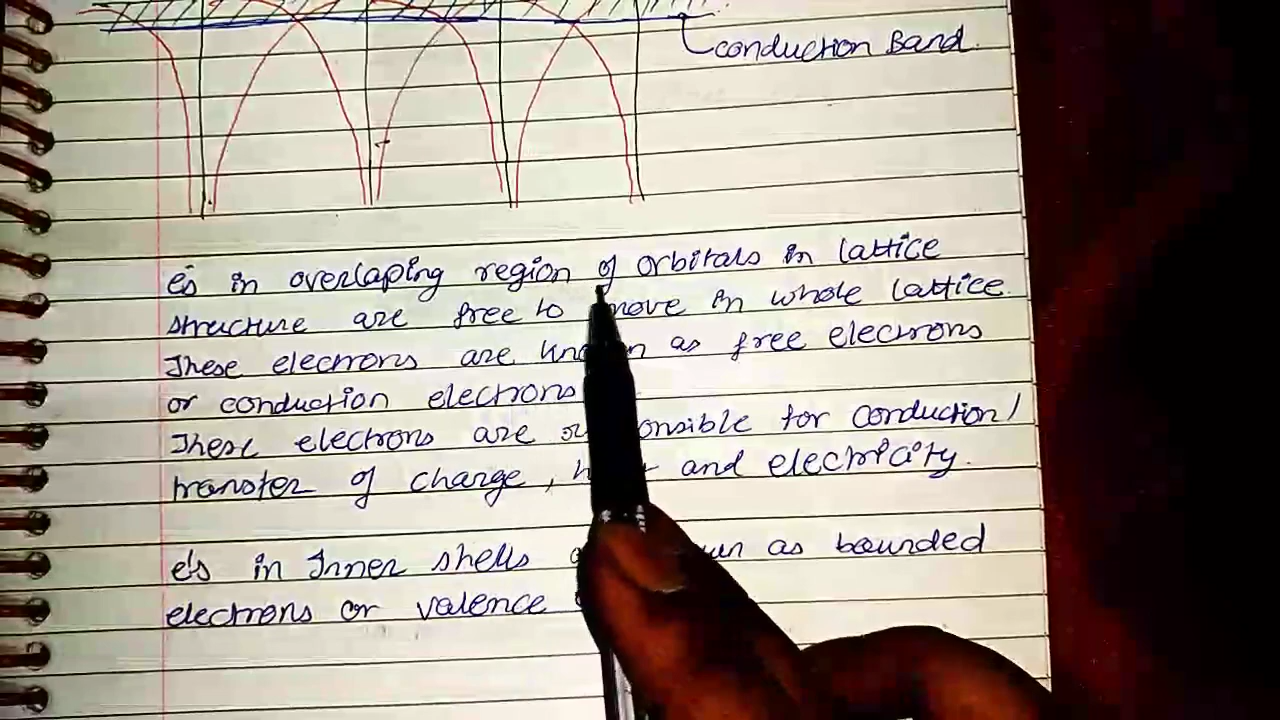 conduction Band.
e's in overlaping region of orbitals in lattice
structure are free to move in whole lattice.
These electrons are known as free electrons
or conduction electrons
These electrons are responsible for conduction/
transfer of charge, and electricity.
e's in Inner shells as bounded
electrons or valence